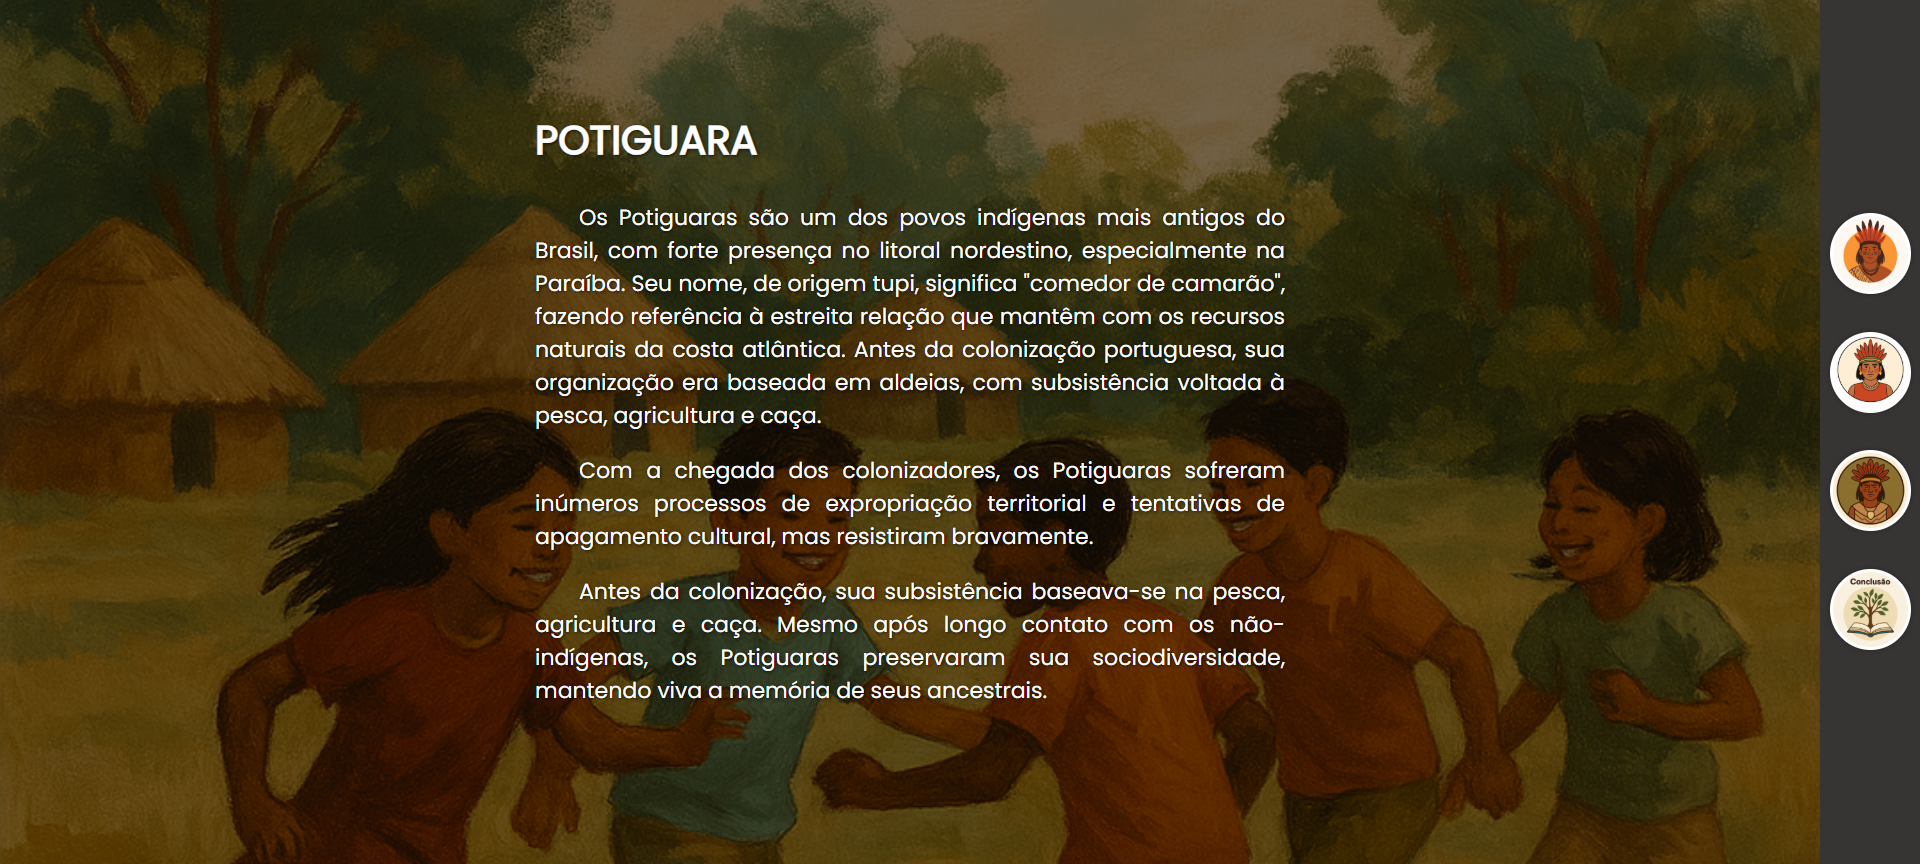 POTIGUARA
Os Potiguaras são um dos povos indígenas mais antigos do
Brasil, com forte presença no litoral nordestino, especialmente na
Paraíba. Seu nome, de origem tupi, significa "comedor de camarão",
fazendo referência à estreita relação que mantêm com os recursos
naturais da costa atlântica. Antes da colonização portuguesa, sua
organização era baseada em aldeias, com subsistência voltada à
pesca, agricultura e caça.
Com a chegada dos colonizadores, os Potiguaras sofreram
inúmeros processos de expropriação territorial e tentativas de
apagamento cultural, mas resistiram bravamente.
Antes da colonização, sua subsistência baseava-se na pesca,
agricultura e caça. Mesmo após longo contato com os não-
indígenas, os Potiguaras preservaram sua sociodiversidade,
mantendo viva a memória de seus ancestrais.
Conclusão